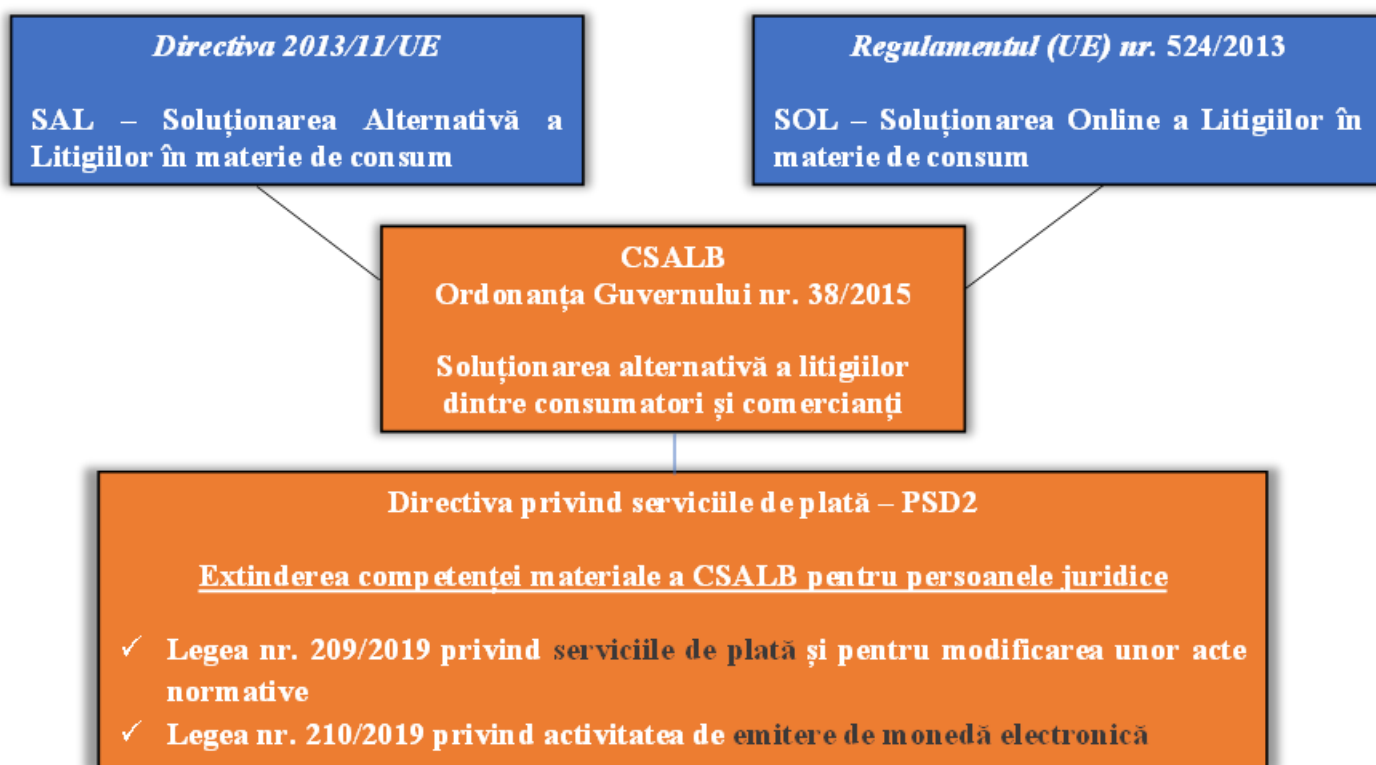 Directiva 2013/11/UE
SAL – Soluționarea Alternativă a
Litigiilor în materie de consum
Regulamentul (UE) nr. 524/2013
SOL – Soluționarea Online a Litigiilor în
materie de consum
CSALB
Ordonanța Guvernului nr. 38/2015
Soluționarea alternativă a litigiilor
dintre consumatori și comercianți
Directiva privind serviciile de plată – PSD2
Extinderea competenței materiale a CSALB pentru persoanele juridice
✓ Legea nr. 209/2019 privind serviciile de plată și pentru modificarea unor acte
normative
✓ Legea nr. 210/2019 privind activitatea de emitere de monedă electronică